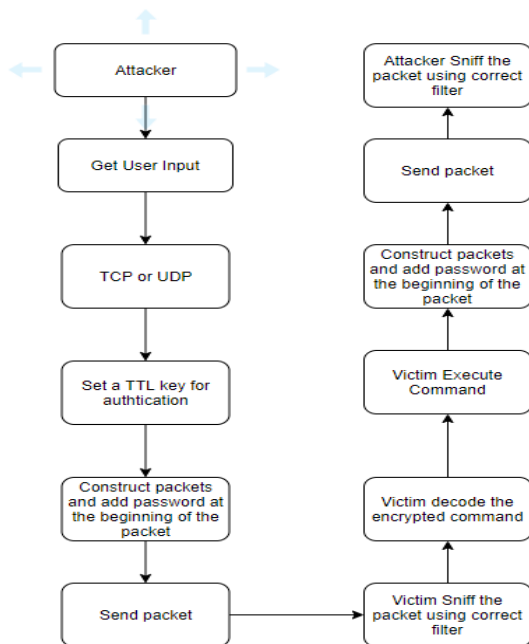 Attacker
Get User Input
TCP or UDP
Set a TTL key for
authtication
Construct packets
and add password at
the beginning of the
packet
Send packet
Victim Sniff the
packet using correct
filter
Victim decode the
encrypted command
Victim Execute
Command
Construct packets
and add password at
the beginning of the
packet
Send packet
Attacker Sniff the
packet using correct
filter